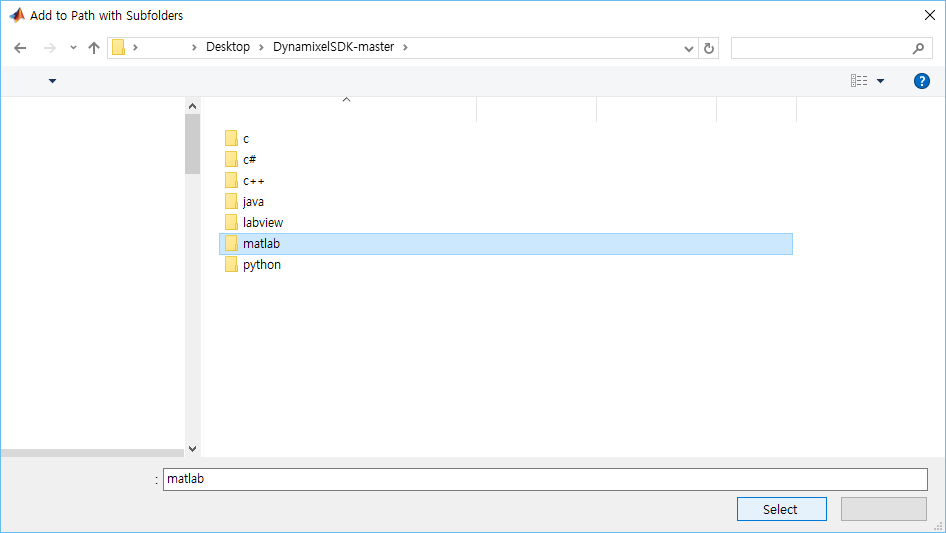 Add to Path with Subfolders
> > Desktop > DynamixelSDK-master >
?
c
c#
c++
java
labview
matlab
python
: matlab
Select